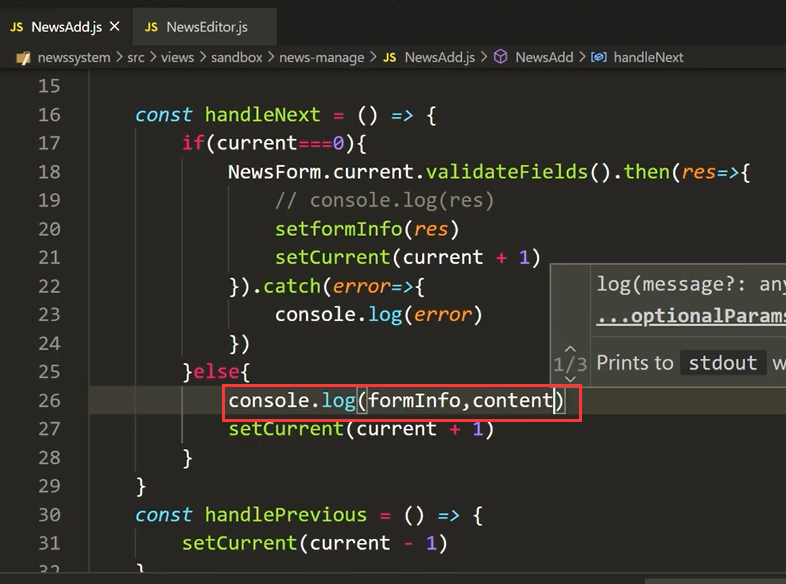 JS NewsAdd.js ×
JS NewsEditor.js
newssystem > src > views > sandbox > news-manage > JS NewsAdd.js > NewsAdd > handleNext
15
16 const handleNext = () => {
17 if(current===0){
18 NewsForm.current.validateFields().then(res=>{
19 // console.log(res)
20 setformInfo(res)
21 setCurrent(current + 1)
22 }).catch(error=>{
23 console.log(error)
24 })
25 }else{
26 console.log(formInfo,content)
27 setCurrent(current + 1)
28 }
29 }
30 const handlePrevious = () => {
31 setCurrent(current - 1)
32 }
log(message?: any
...optionalParams
1/3 Prints to stdout w